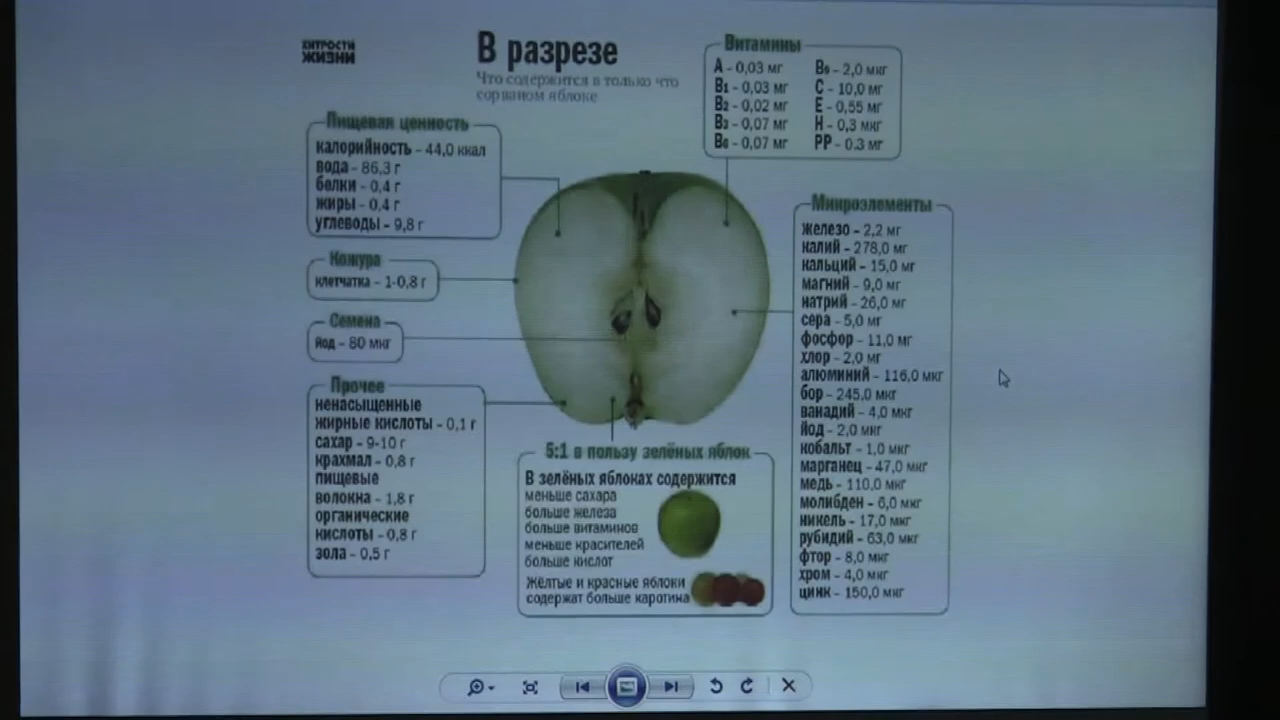 ХИТРОСТИ
ЖИЗНИ
В разрезе
Что содержится в только что
сорваном яблоке
Витамины
A - 0,03 мг
B1 - 0,03 мг
B2 - 0,02 мг
B3 - 0,07 мг
B6 - 0,07 мг
B9 - 2,0 мкг
C - 10,0 мг
E - 0,55 мг
H - 0,3 мкг
PP - 0.3 мг
Пищевая ценность
калорийность - 44,0 ккал
вода - 86,3 г
белки - 0,4 г
жиры - 0,4 г
углеводы - 9,8 г
Кожура
клетчатка - 1-0,8 г
Семена
йод - 80 мкг
Прочее
ненасыщенные
жирные кислоты - 0,1 г
сахар - 9-10 г
крахмал - 0,8 г
пищевые
волокна - 1,8 г
органические
кислоты - 0,8 г
зола - 0,5 г
5:1 в пользу зелёных яблок
В зелёных яблоках содержится
меньше сахара
больше железа
больше витаминов
меньше красителей
больше кислот
Жёлтые и красные яблоки
содержат больше каротина
Микроэлементы
железо - 2,2 мг
калий - 278,0 мг
кальций - 15,0 мг
магний - 9,0 мг
натрий - 26,0 мг
сера - 5,0 мг
фосфор - 11,0 мг
хлор - 2,0 мг
алюминий - 116,0 мкг
бор - 245.0 мкг
ванадий - 4,0 мкг
йод - 2,0 мкг
кобальт - 1,0 мкг
марганец - 47,0 мкг
медь - 110,0 мкг
молибден - 6,0 мкг
никель - 17,0 мкг
рубидий - 63,0 мкг
фтор - 8,0 мкг
хром - 4,0 мкг
цинк - 150,0 мкг